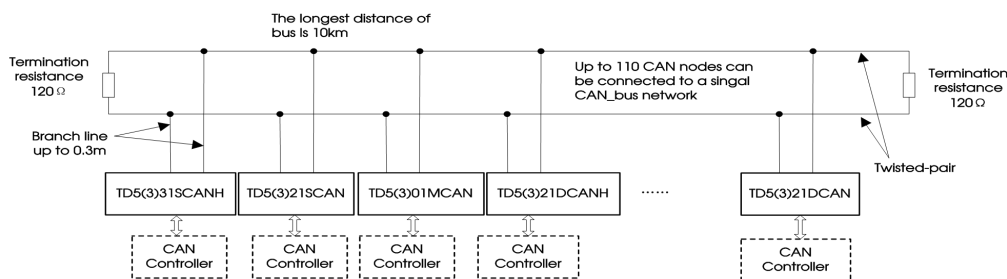 The longest distance of
bus is 10km
Termination
resistance
120Ω
Up to 110 CAN nodes can
be connected to a singal
CAN_bus network
Termination
resistance
120Ω
Branch line
up to 0.3m
Twisted-pair
TD5(3)31SCANH
TD5(3)21SCAN
TD5(3)01MCAN
TD5(3)21DCANH
......
TD5(3)21DCAN
CAN
Controller
CAN
Controller
CAN
Controller
CAN
Controller
CAN
Controller